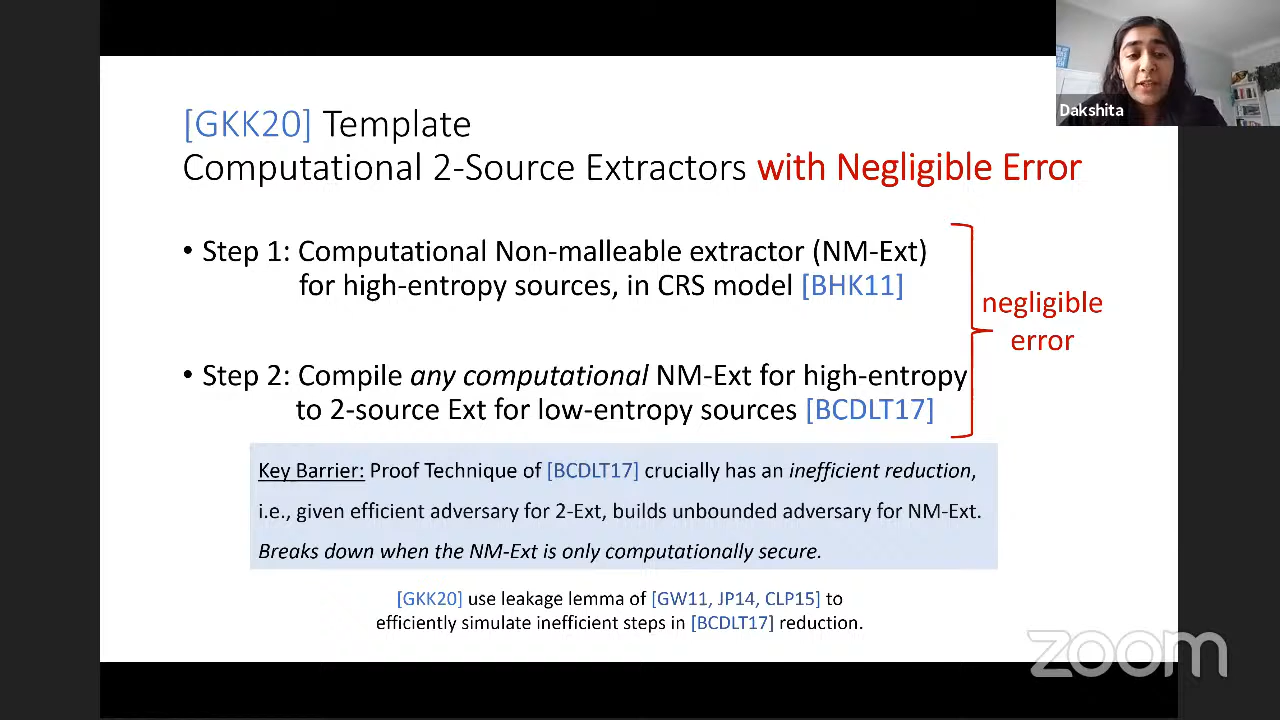 Dakshita
[GKK20] Template
Computational 2-Source Extractors with Negligible Error
• Step 1: Computational Non-malleable extractor (NM-Ext)
for high-entropy sources, in CRS model [BHK11]
negligible
error
• Step 2: Compile any computational NM-Ext for high-entropy
to 2-source Ext for low-entropy sources [BCDLT17]
Key Barrier: Proof Technique of [BCDLT17] crucially has an inefficient reduction,
i.e., given efficient adversary for 2-Ext, builds unbounded adversary for NM-Ext.
Breaks down when the NM-Ext is only computationally secure.
[GKK20] use leakage lemma of [GW11, JP14, CLP15] to
efficiently simulate inefficient steps in [BCDLT17] reduction.
zoom